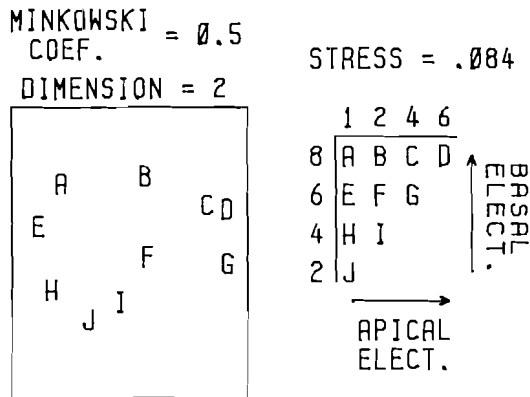 MINKOWSKI
COEF. = 0.5
DIMENSION = 2
A B
C D
E
F
G
H
I
J
STRESS = .084
1 2 4 6
8 A B C D
6 E F G
4 H I
2 J
BASAL
ELECT.
APICAL
ELECT.